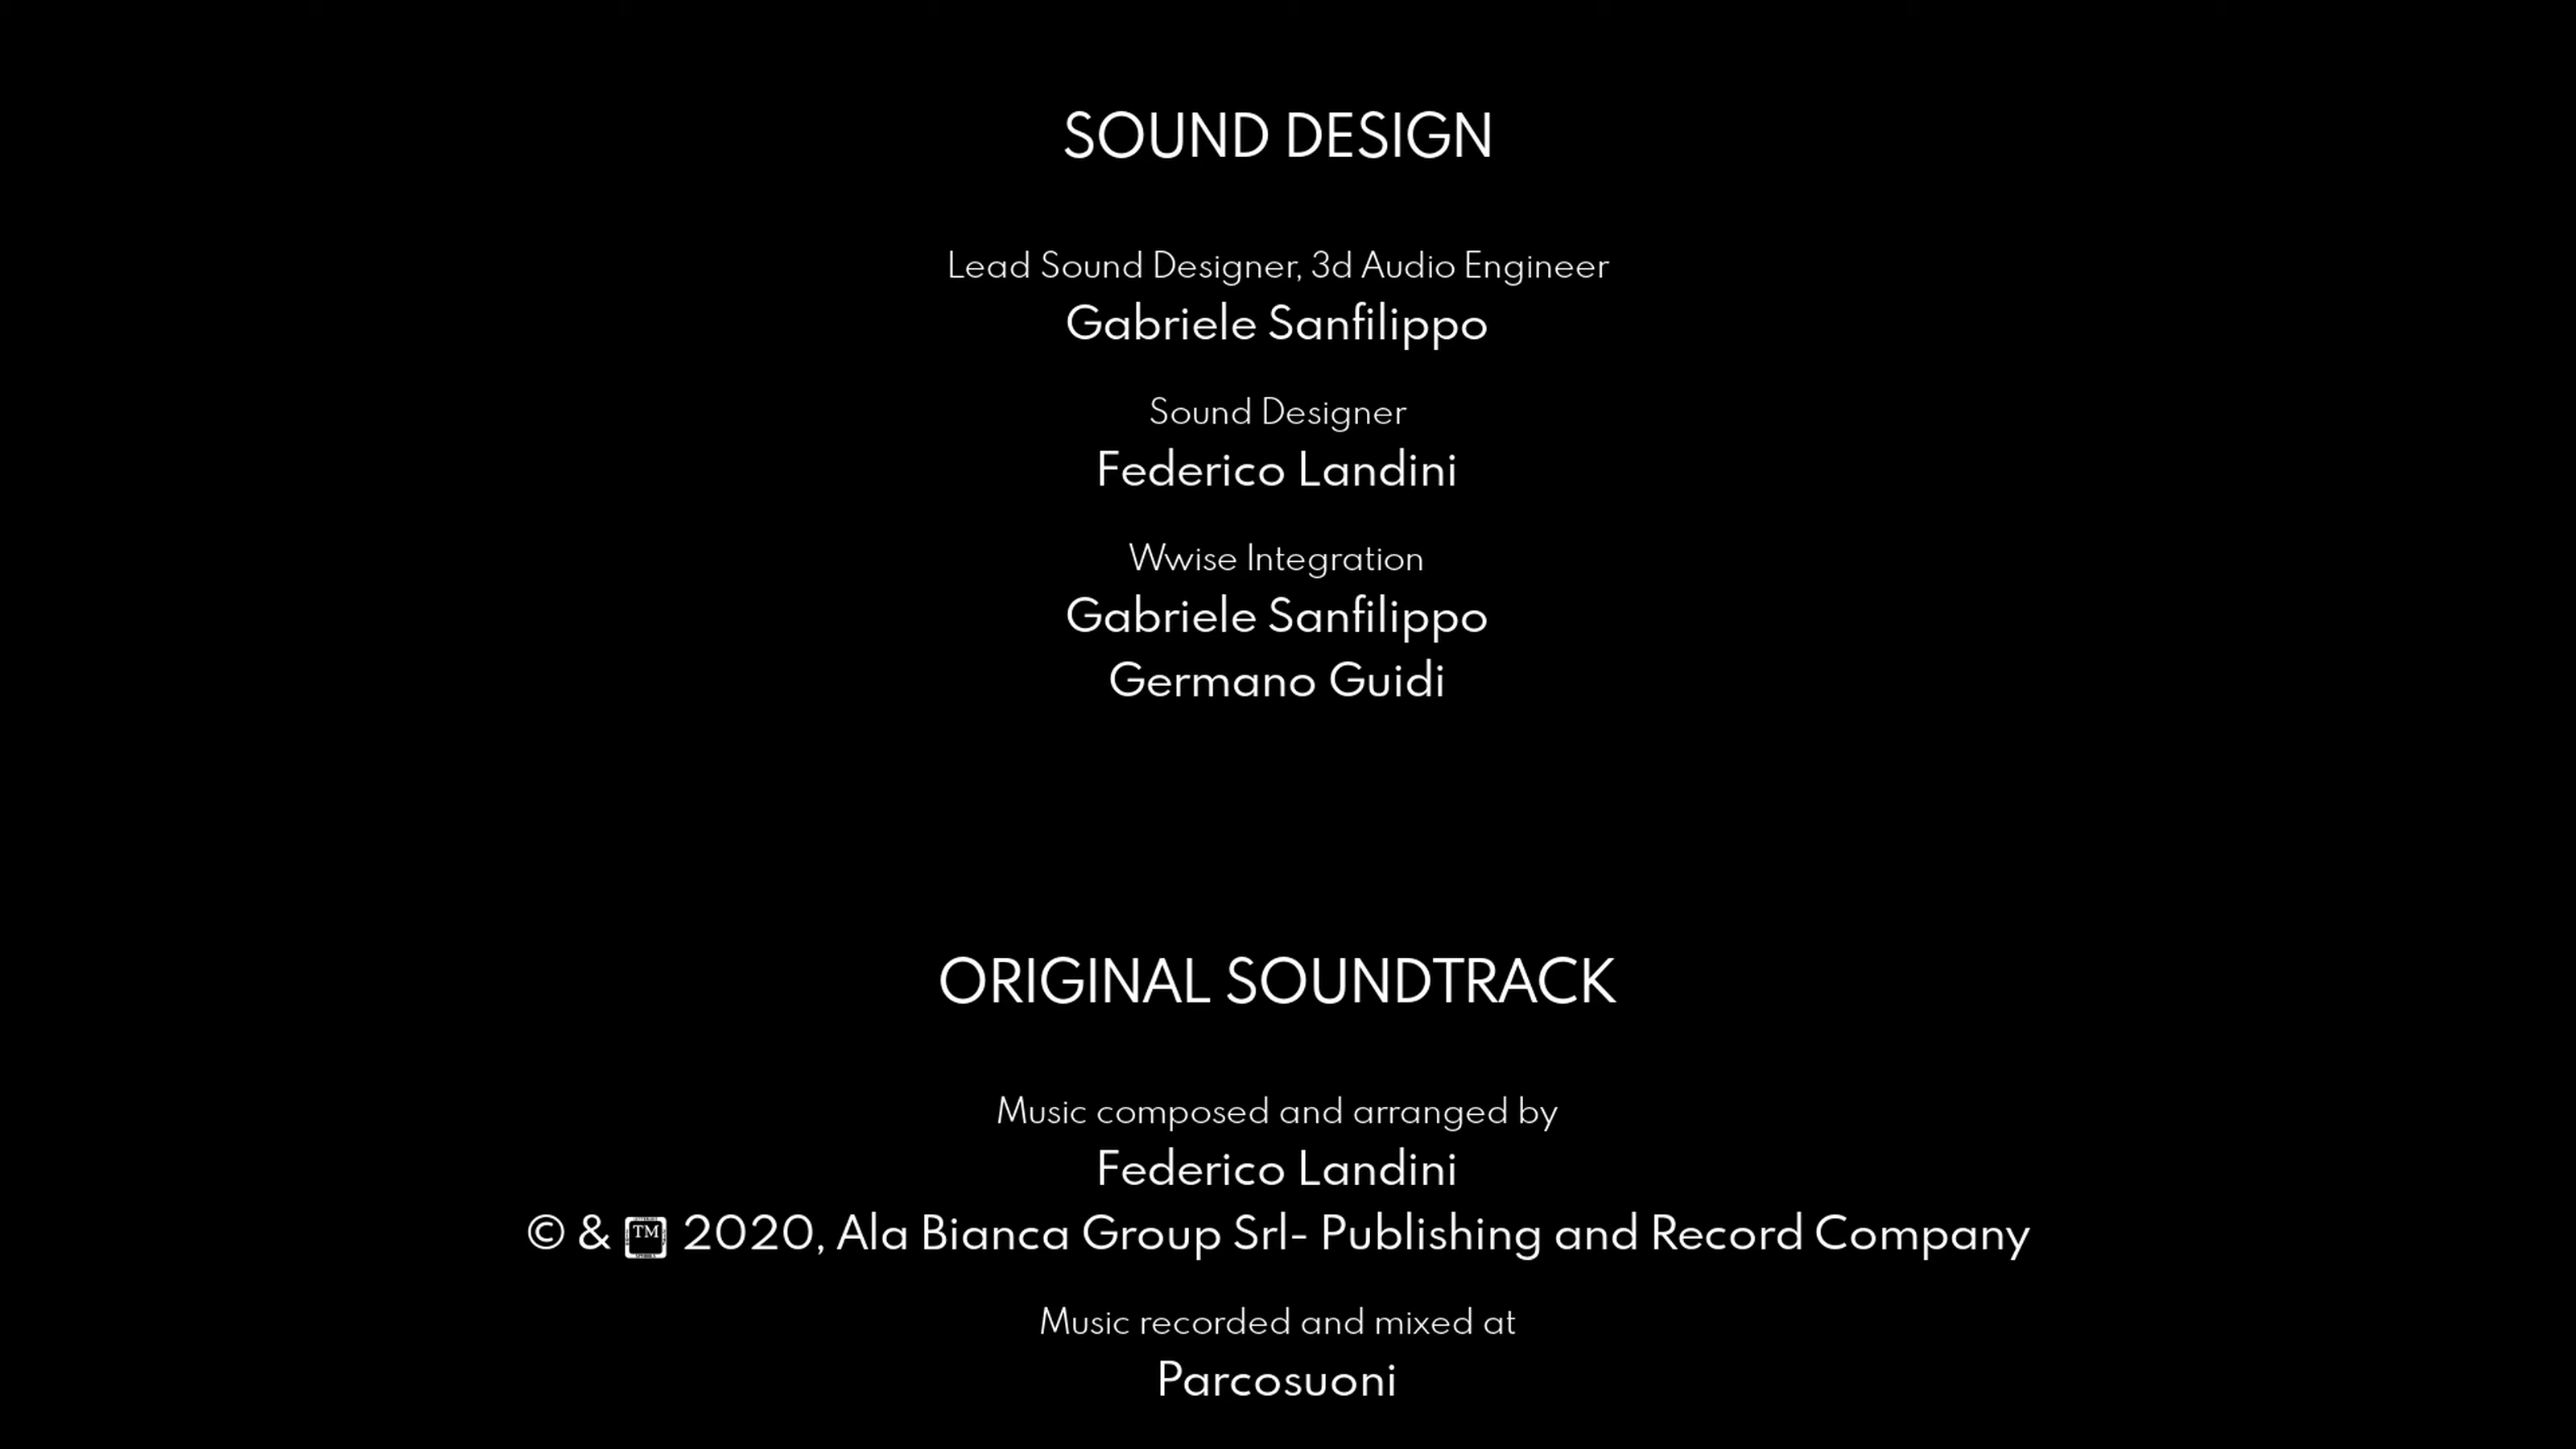 SOUND DESIGN
Lead Sound Designer, 3d Audio Engineer
Gabriele Sanfilippo
Sound Designer
Federico Landini
Wwise Integration
Gabriele Sanfilippo
Germano Guidi
ORIGINAL SOUNDTRACK
Music composed and arranged by
Federico Landini
© & TM 2020, Ala Bianca Group Srl- Publishing and Record Company
Music recorded and mixed at
Parcosuoni